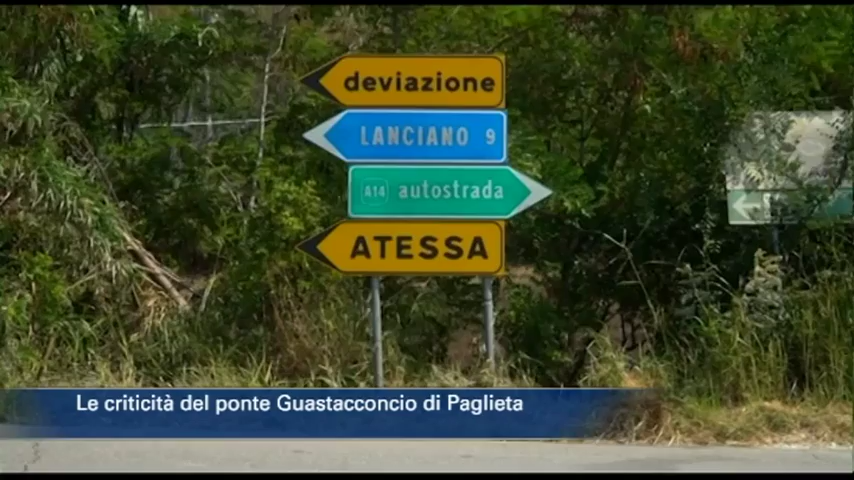 deviazione
LANCIANO 9
A14 autostrada
ATESSA
Le criticità del ponte Guastacconcio di Paglieta